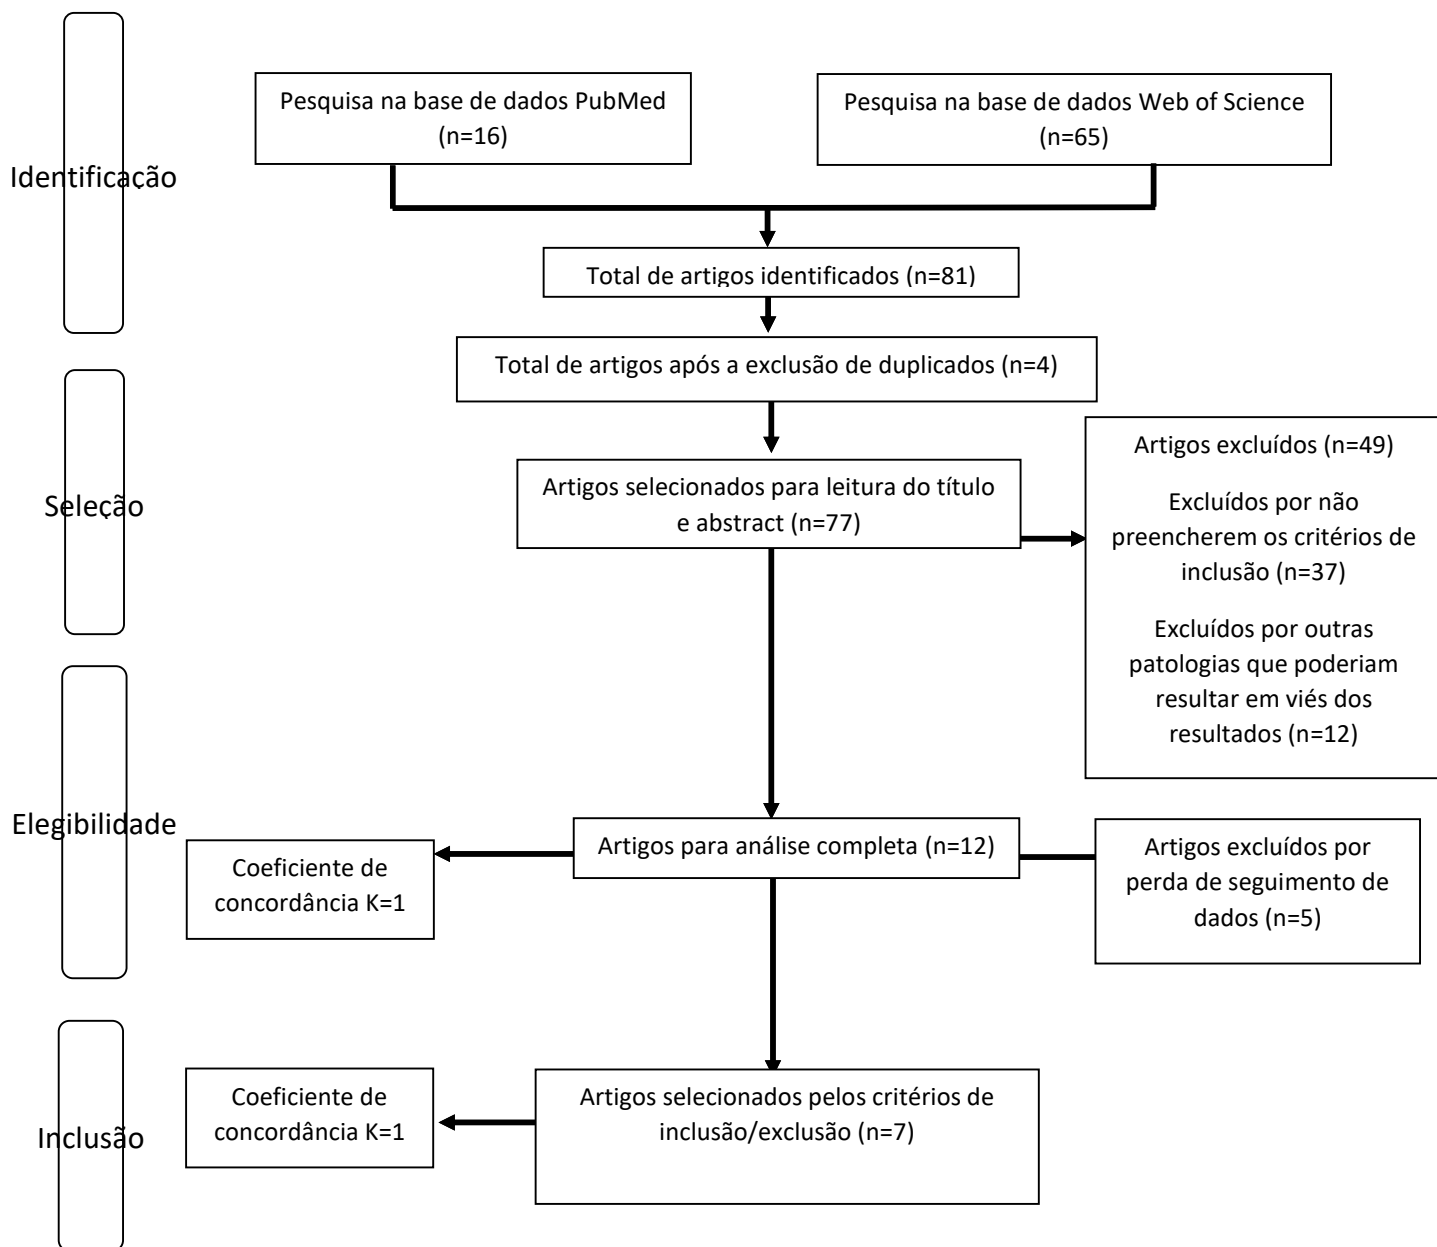 Pesquisa na base de dados PubMed
(n=16)
Pesquisa na base de dados Web of Science
(n=65)
Identificação
Total de artigos identificados (n=81)
Total de artigos após a exclusão de duplicados (n=4)
Seleção
Artigos selecionados para leitura do título
e abstract (n=77)
Artigos excluídos (n=49)
Excluídos por não
preencherem os critérios de
inclusão (n=37)
Excluídos por outras
patologias que poderiam
resultar em viés dos
resultados (n=12)
Elegibilidade
Coeficiente de
concordância K=1
Artigos para análise completa (n=12)
Artigos excluídos por
perda de seguimento de
dados (n=5)
Inclusão
Coeficiente de
concordância K=1
Artigos selecionados pelos critérios de
inclusão/exclusão (n=7)